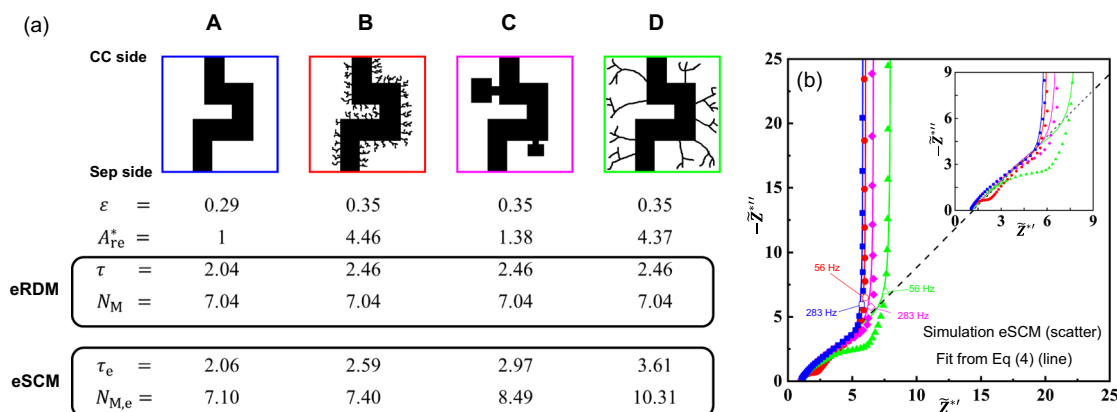 (a)
A B C D
CC side
Sep side
ε = 0.29 0.35 0.35 0.35
A*re = 1 4.46 1.38 4.37
eRDM
τ = 2.04 2.46 2.46 2.46
NM = 7.04 7.04 7.04 7.04
eSCM
τe = 2.06 2.59 2.97 3.61
NM,e = 7.10 7.40 8.49 10.31
(b)
25
20
15
10
5
0
-Z̃*′′
0 5 10 15 20 25
Z̃*′
56 Hz
283 Hz
56 Hz
283 Hz
Simulation eSCM (scatter)
Fit from Eq (4) (line)
9
6
3
0
-Z̃*′′
3 6 9
Z̃*′